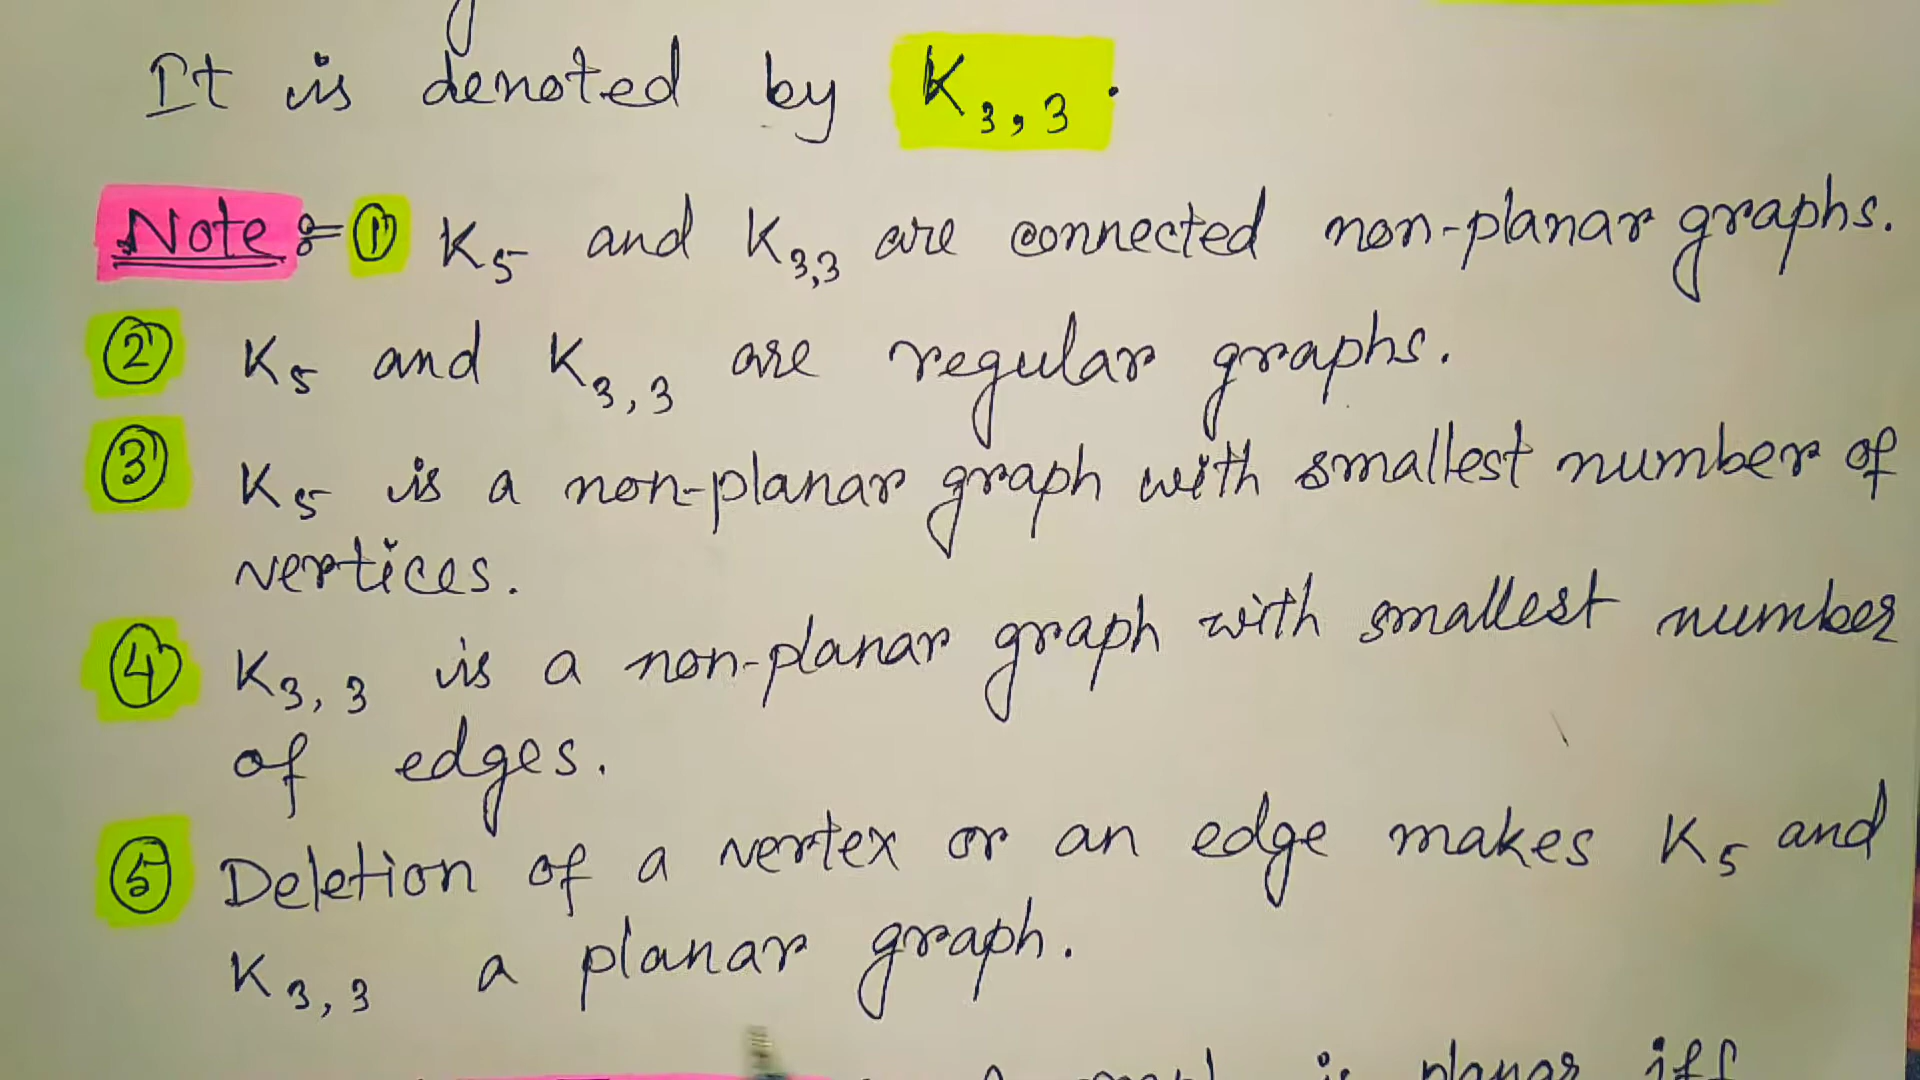 It is denoted by K3,3.
Note:= ① K5 and K3,3 are connected non-planar graphs.
② K5 and K3,3 are regular graphs.
③ K5 is a non-planar graph with smallest number of
vertices.
④ K3,3 is a non-planar graph with smallest number
of edges.
⑤ Deletion of a vertex or an edge makes K5 and
K3,3 a planar graph.
is planar iff